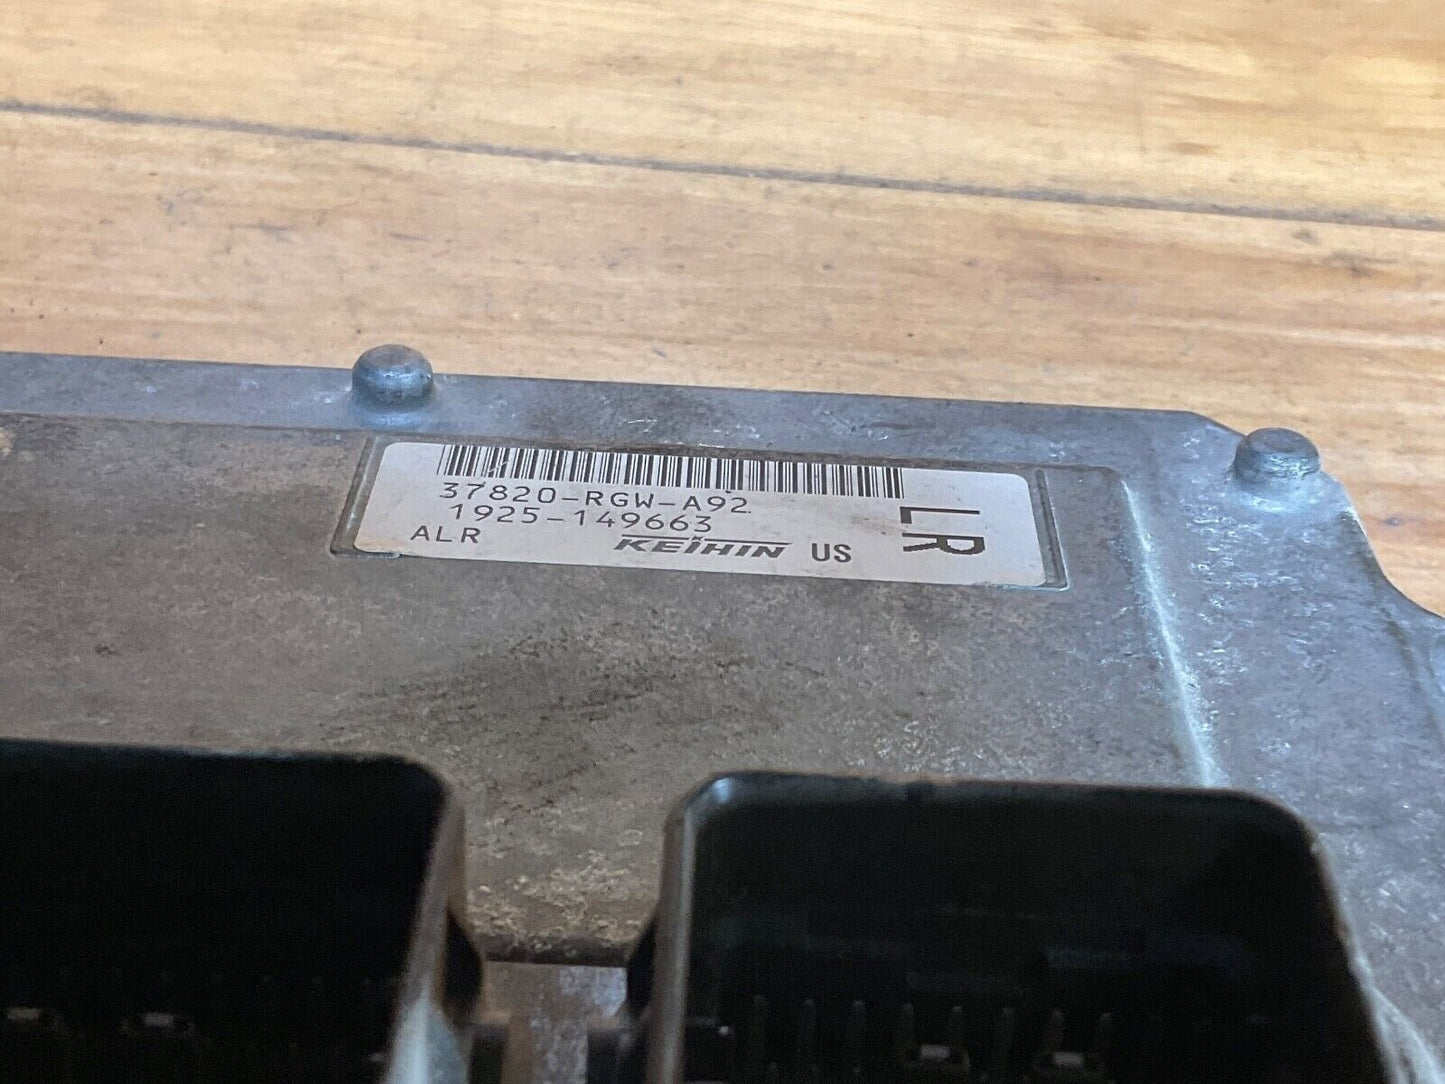 37820-RGW-A92
1925-149663
ALR KEIHIN US
LR